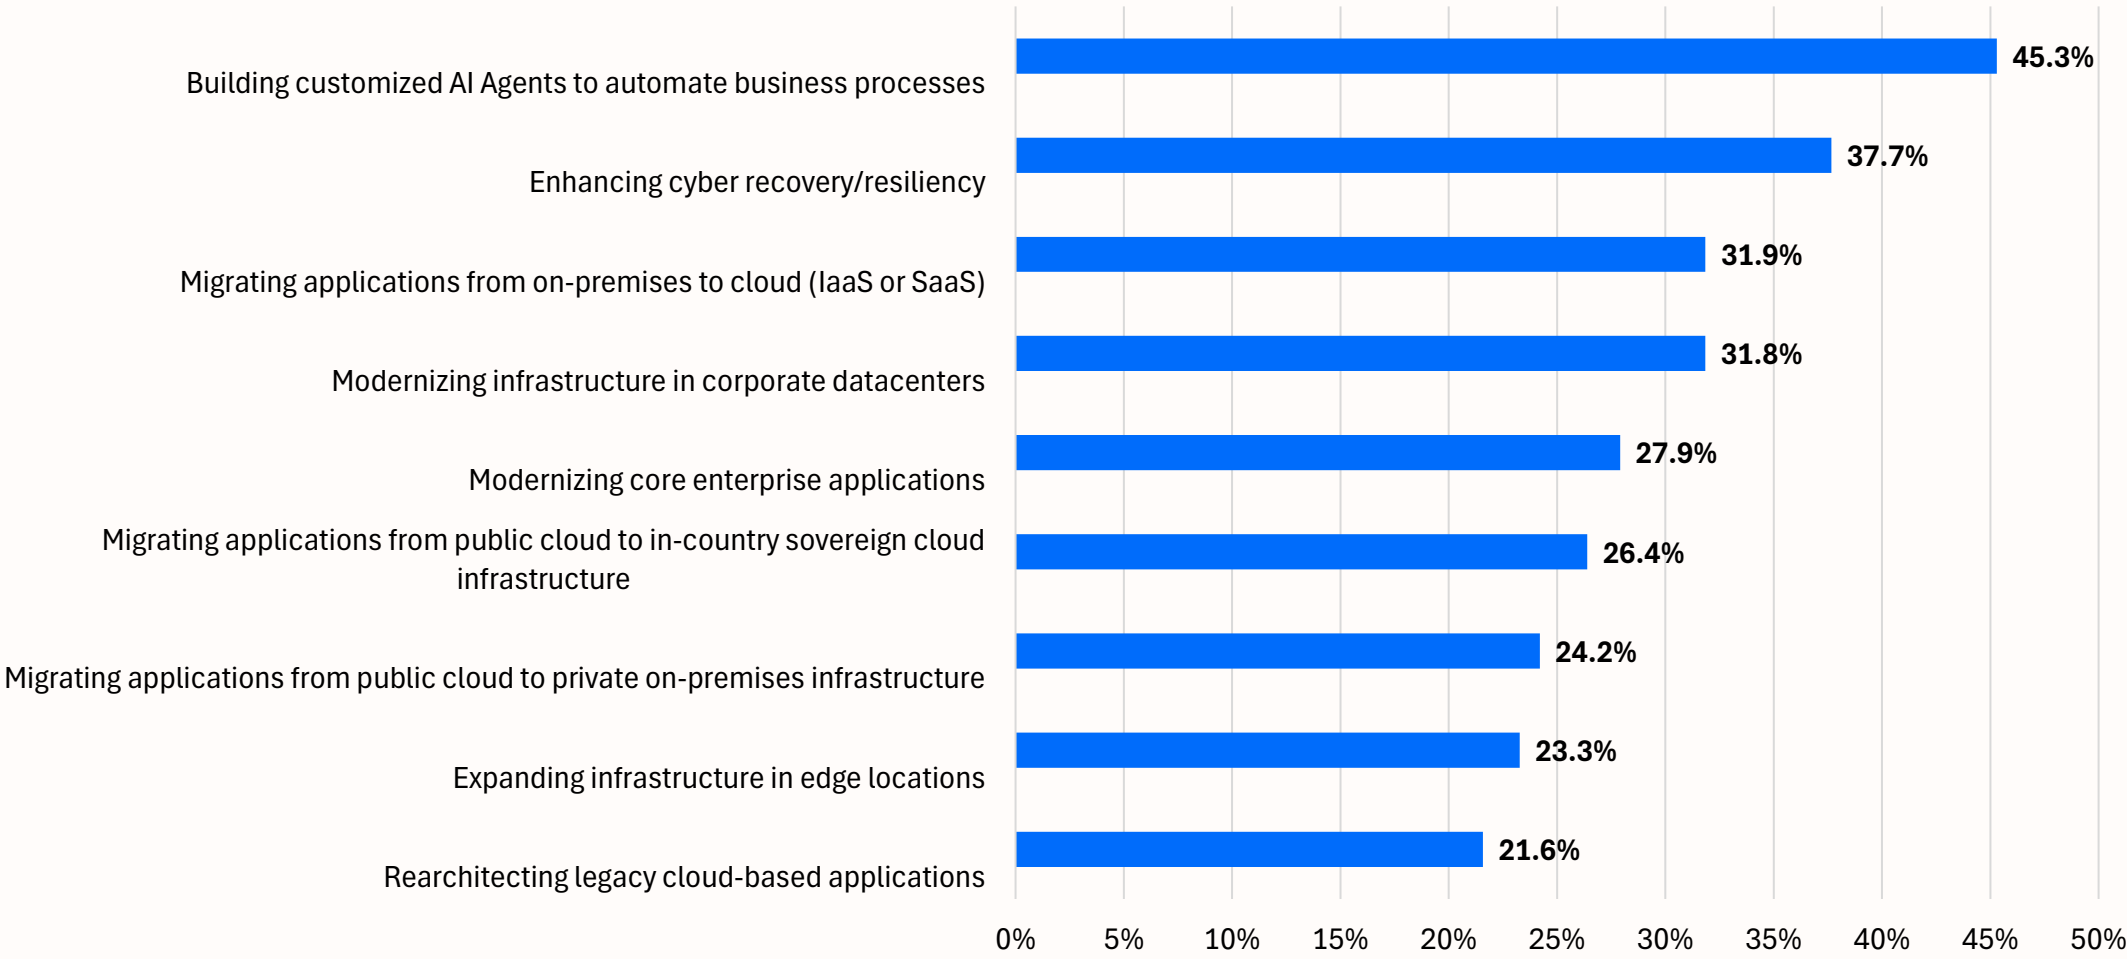 Building customized AI Agents to automate business processes
45.3%
Enhancing cyber recovery/resiliency
37.7%
Migrating applications from on-premises to cloud (IaaS or SaaS)
31.9%
Modernizing infrastructure in corporate datacenters
31.8%
Modernizing core enterprise applications
27.9%
Migrating applications from public cloud to in-country sovereign cloud
infrastructure
26.4%
Migrating applications from public cloud to private on-premises infrastructure
24.2%
Expanding infrastructure in edge locations
23.3%
Rearchitecting legacy cloud-based applications
21.6%
0% 5% 10% 15% 20% 25% 30% 35% 40% 45% 50%